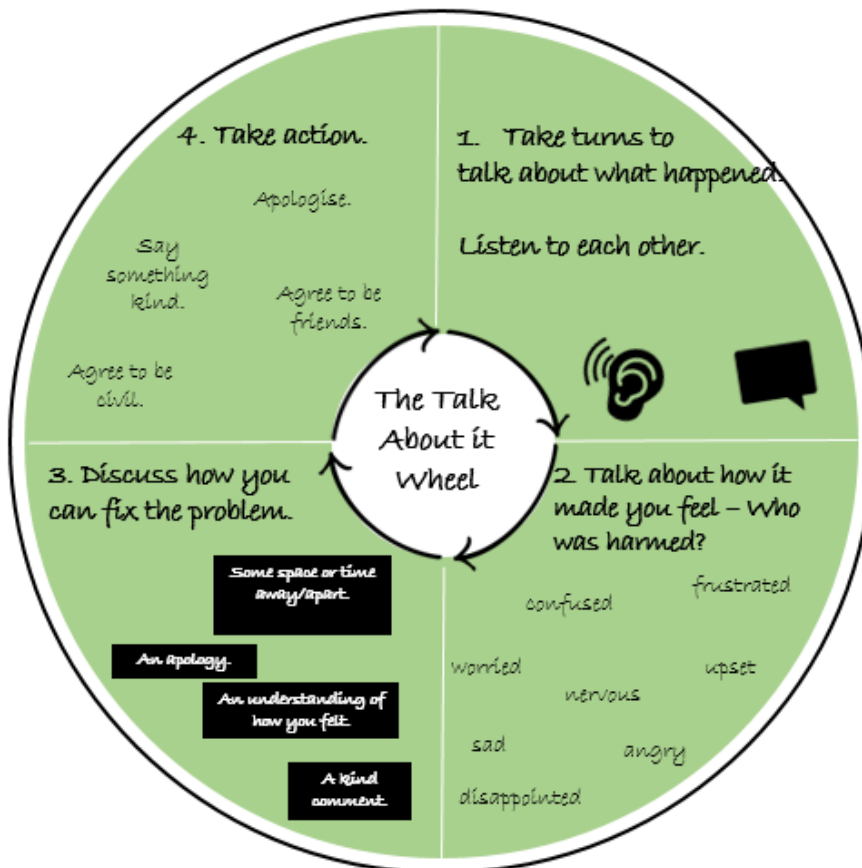 The Talk
About it
Wheel
1. Take turns to
talk about what happened.
Listen to each other.
2. Talk about how it
made you feel – Who
was harmed?
frustrated
confused
worried
upset
nervous
sad
angry
disappointed
3. Discuss how you
can fix the problem.
Some space or time
away/apart
An apology.
An understanding of
how you felt
A kind
comment
4. Take action.
Apologise.
Say
something
kind.
Agree to be
friends.
Agree to be
civil.